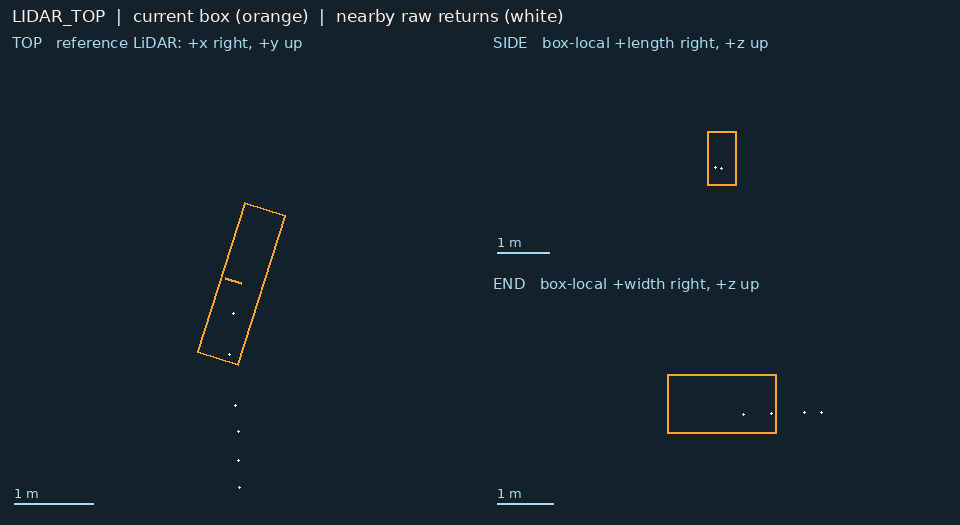 LIDAR_TOP | current box (orange) | nearby raw returns (white)
TOP reference LiDAR: +x right, +y up
SIDE box-local +length right, +z up
1 m
END box-local +width right, +z up
1 m
1 m